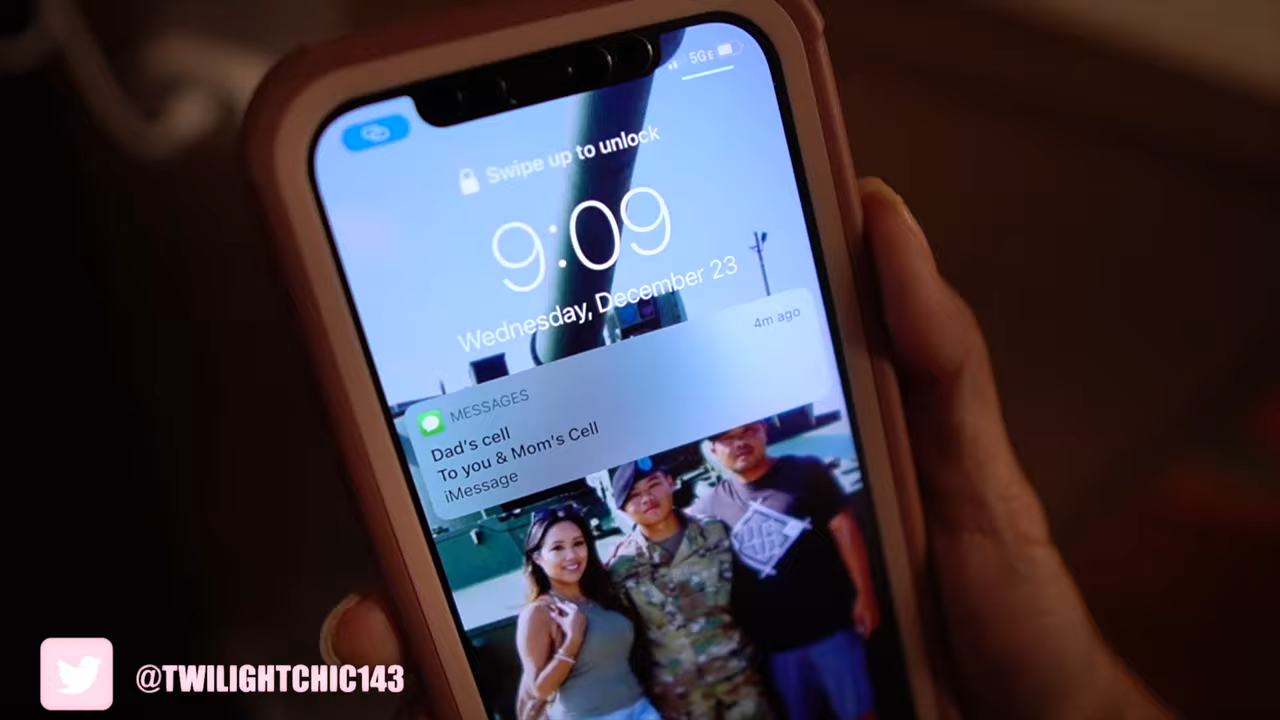 5GE
Swipe up to unlock
9:09
Wednesday, December 23
MESSAGES
4m ago
Dad's cell
To you & Mom's Cell
iMessage
@TWILIGHTCHIC143